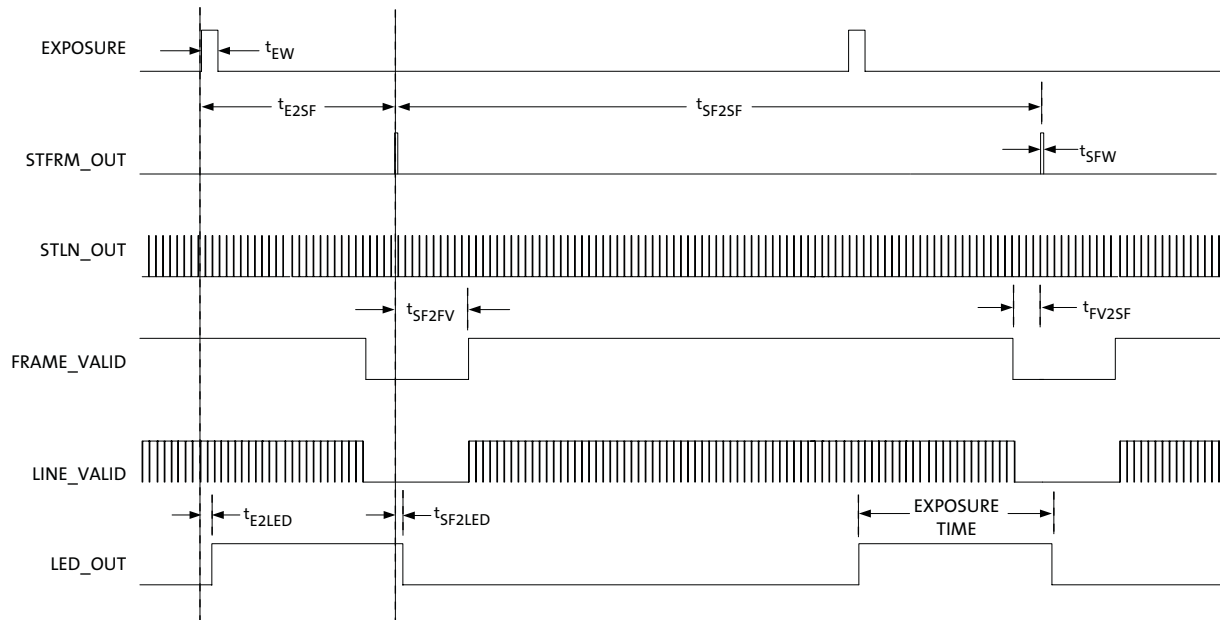 EXPOSURE
tEW
tE2SF
tSF2SF
STFRM_OUT
tSFW
STLN_OUT
tSF2FV
tFV2SF
FRAME_VALID
LINE_VALID
tE2LED
tSF2LED
EXPOSURE
TIME
LED_OUT